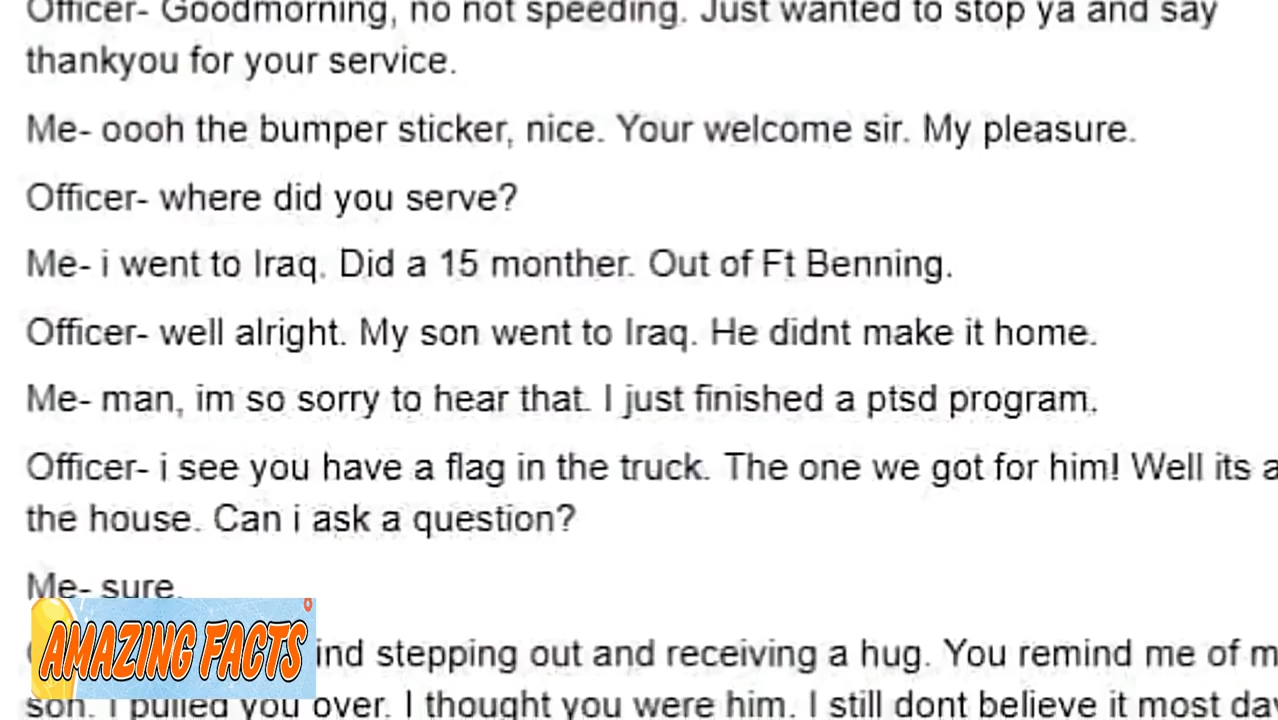 Officer- Goodmorning, no not speeding. Just wanted to stop ya and say
thankyou for your service.
Me- oooh the bumper sticker, nice. Your welcome sir. My pleasure.
Officer- where did you serve?
Me- i went to Iraq. Did a 15 monther. Out of Ft Benning.
Officer- well alright. My son went to Iraq. He didnt make it home.
Me- man, im so sorry to hear that. I just finished a ptsd program.
Officer- i see you have a flag in the truck. The one we got for him! Well its a
the house. Can i ask a question?
Me- sure.
AMAZING FACTS
ind stepping out and receiving a hug. You remind me of m
son. I pulled you over. I thought you were him. I still dont believe it most da